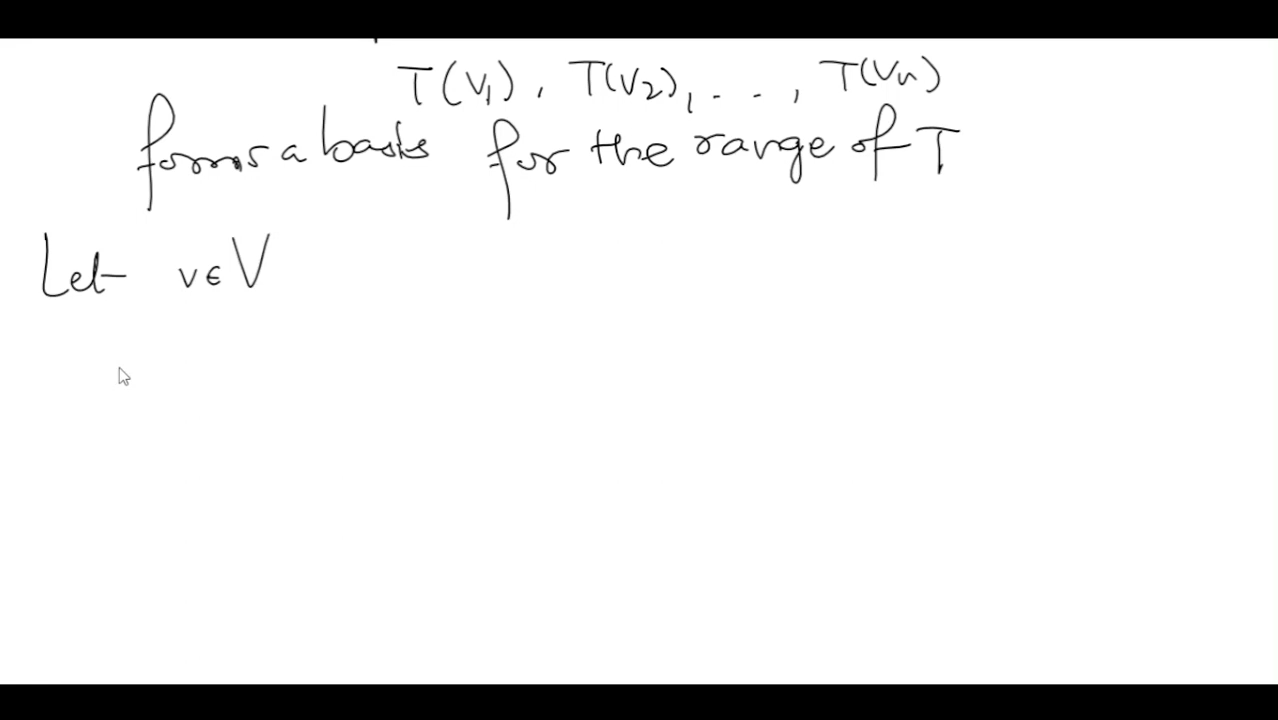 T(v₁), T(v₂), ..., T(vₙ)
forms a basis for the range of T
Let v∈V